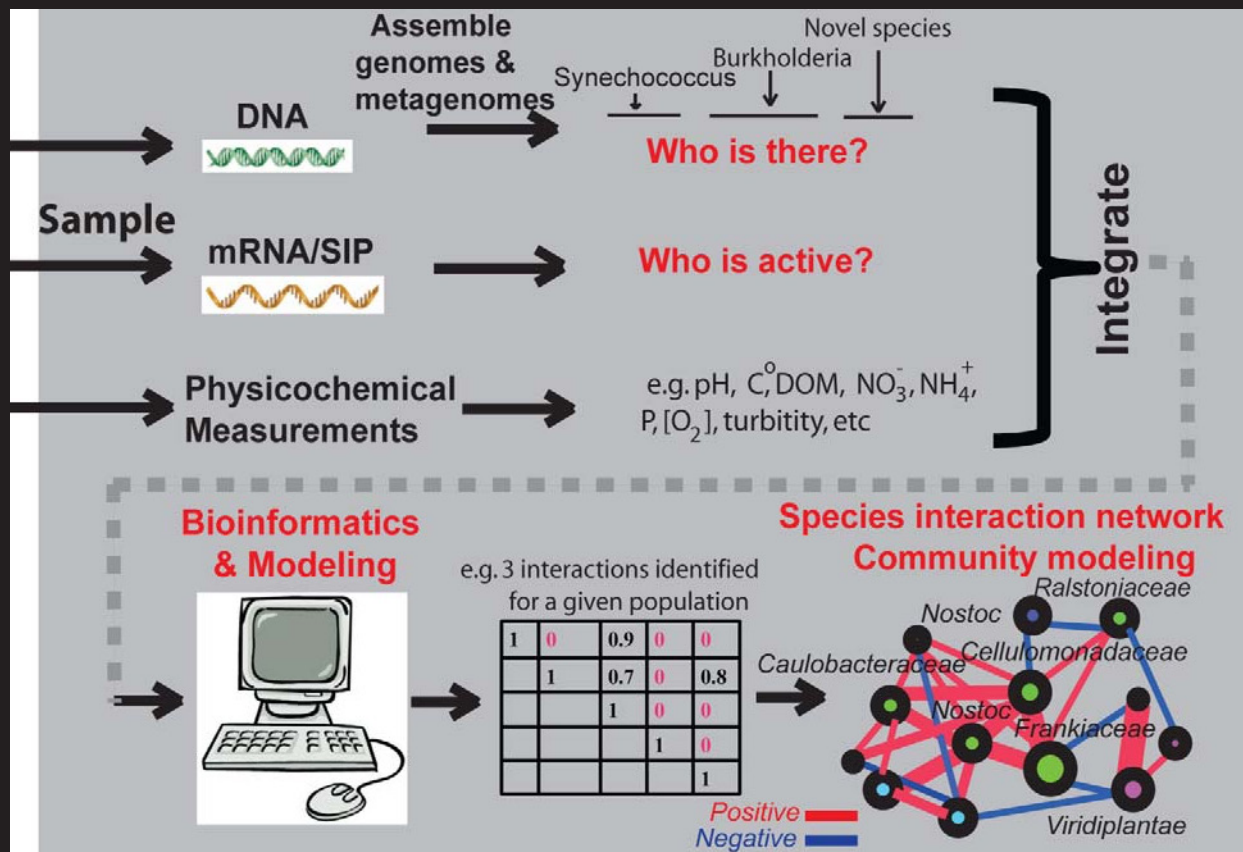 Assemble
genomes &
metagenomes
Novel species
Burkholderia
Synechococcus
DNA
Who is there?
Sample
mRNA/SIP
Who is active?
Integrate
Physicochemical
Measurements
e.g. pH, C,° DOM, NO₃⁻, NH₄⁺,
P, [O₂], turbitity, etc
Bioinformatics
& Modeling
e.g. 3 interactions identified
for a given population
1 0 0.9 0 0
1 0.7 0 0.8
1 0 0
1 0
1
Species interaction network
Community modeling
Ralstoniaceae
Nostoc
Cellulomonadaceae
Caulobacteraceae
Nostoc
Frankiaceae
Viridiplantae
Positive
Negative